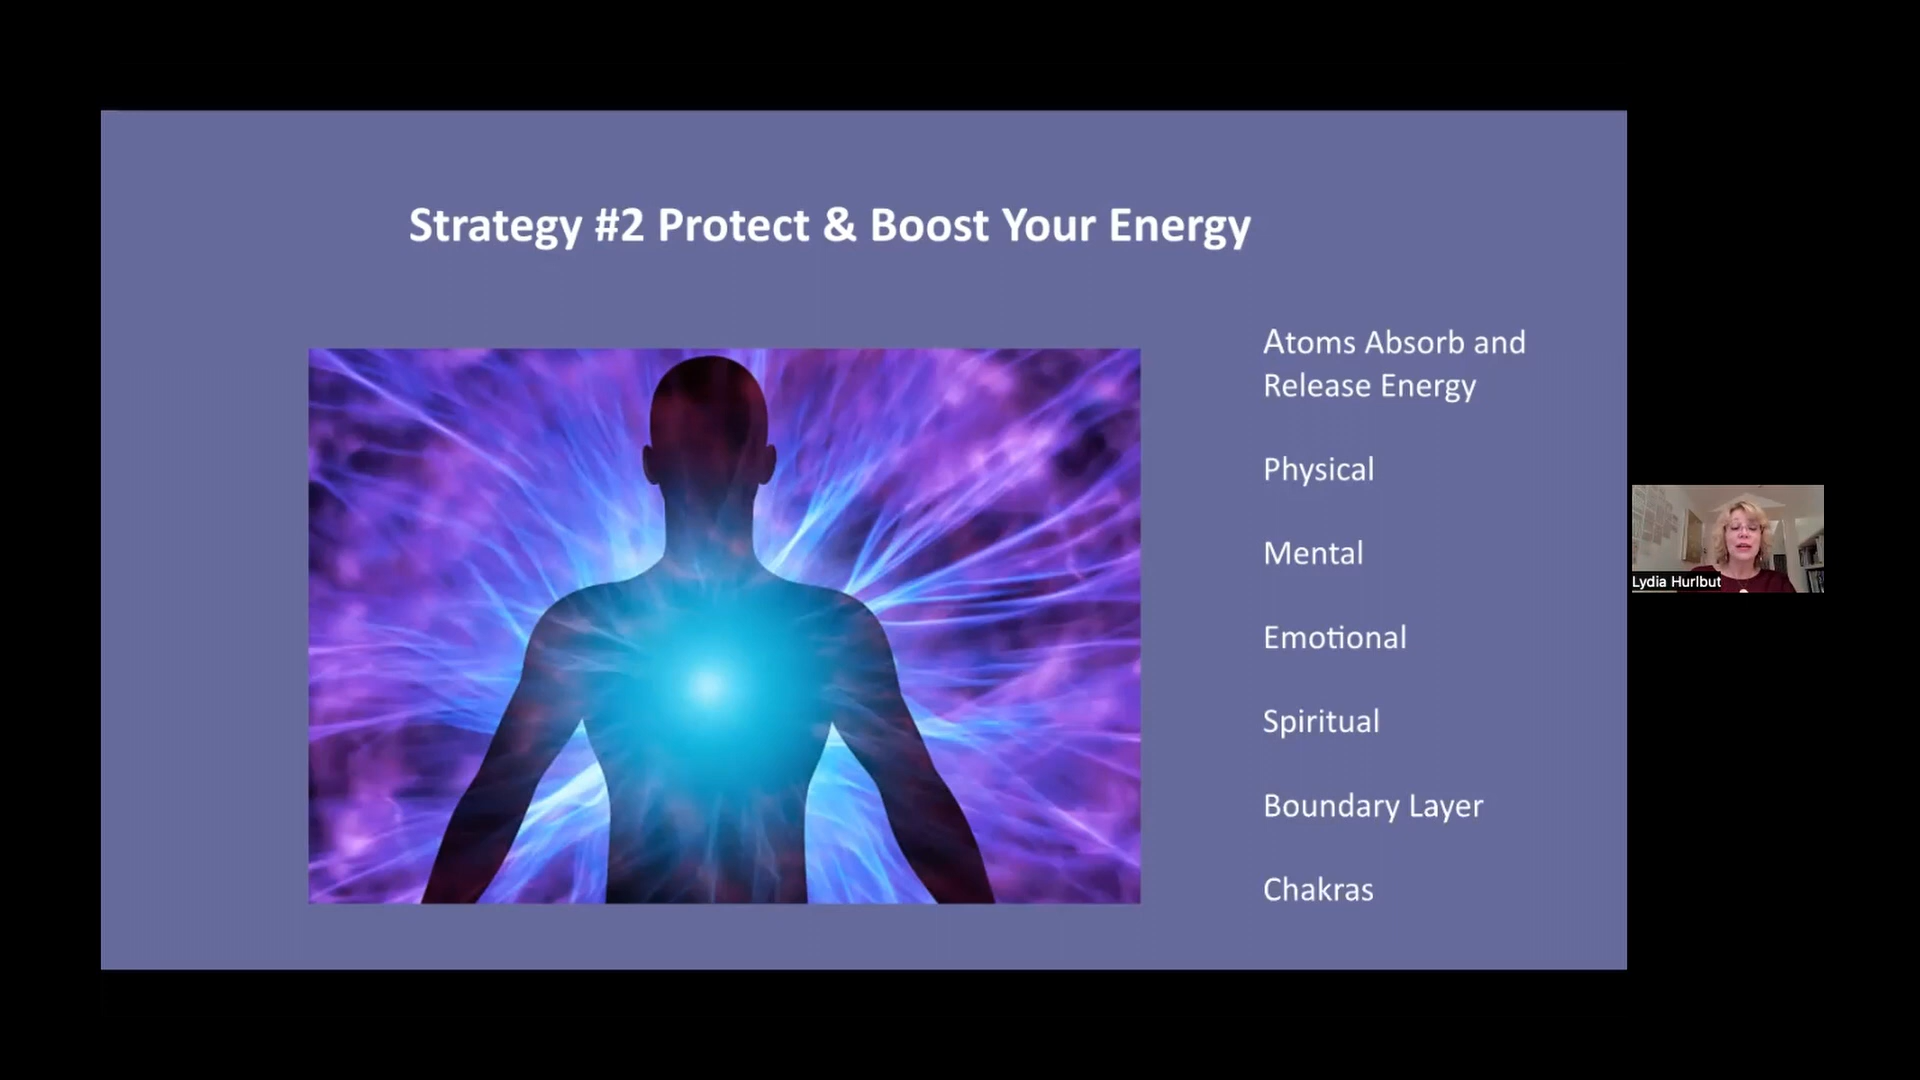 Strategy #2 Protect & Boost Your Energy
Atoms Absorb and
Release Energy
Physical
Mental
Emotional
Spiritual
Boundary Layer
Chakras
Lydia Hurlbut